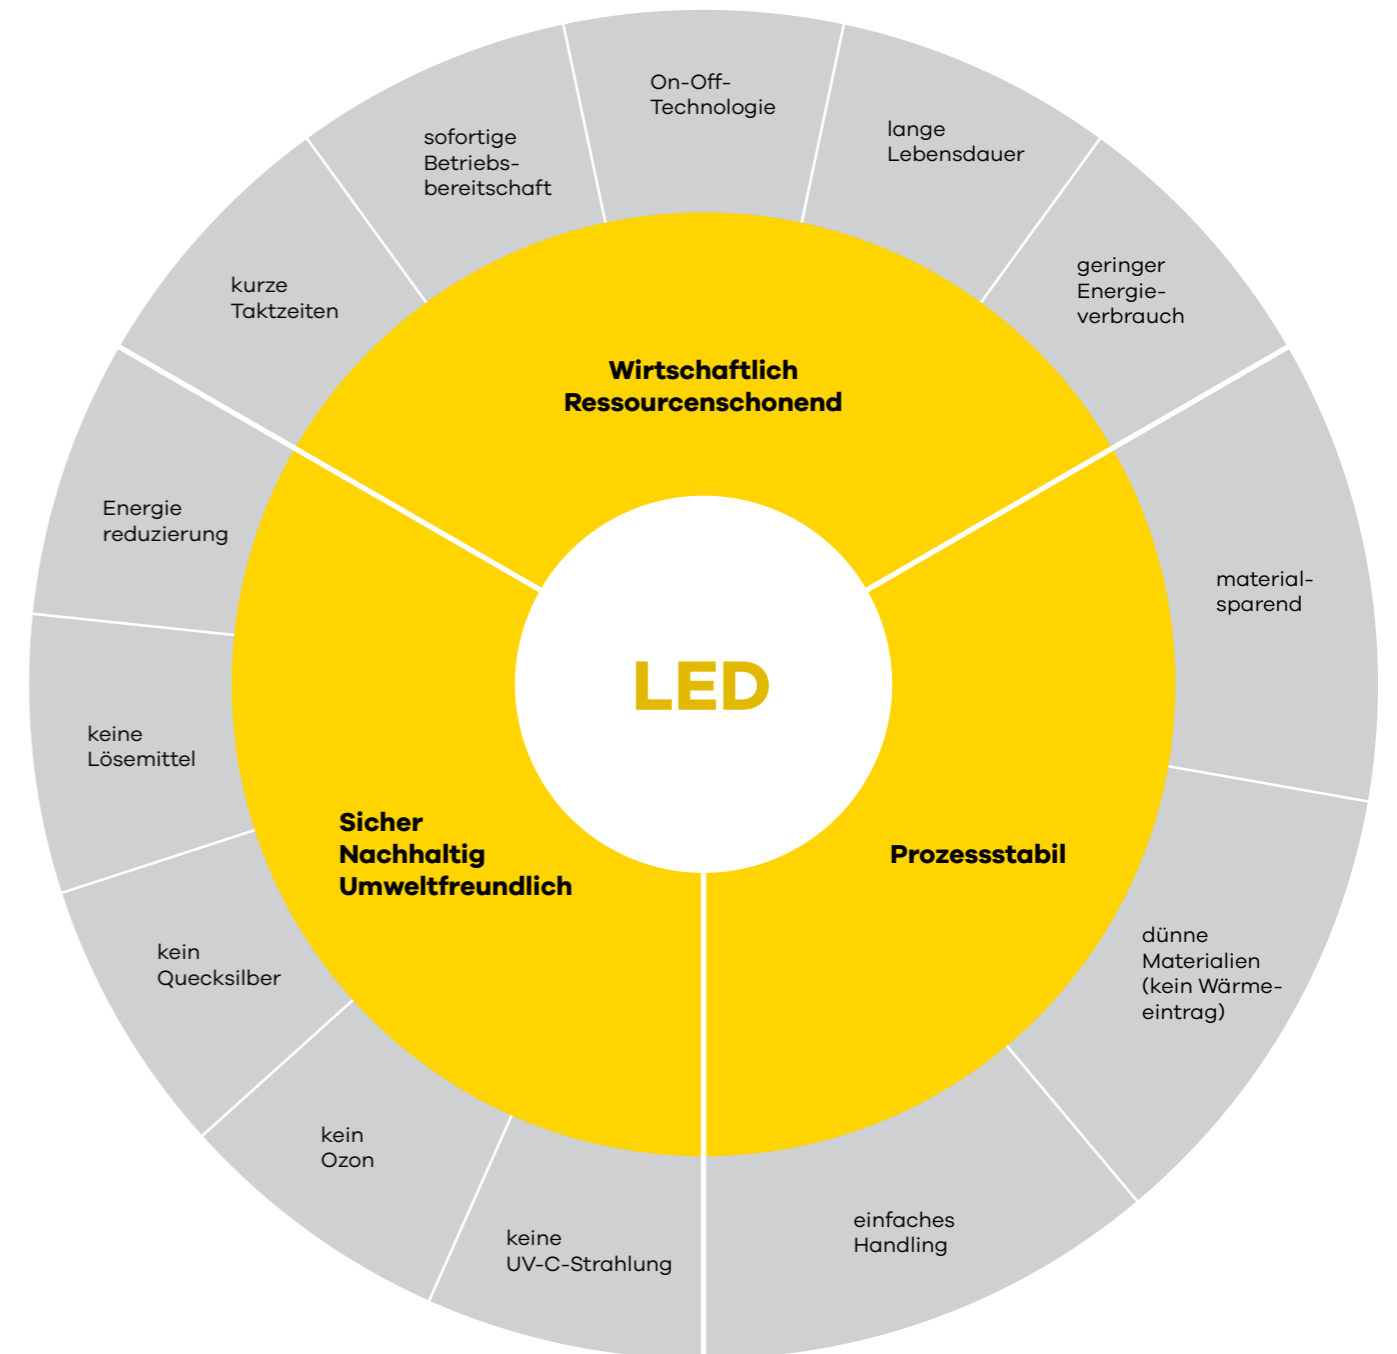 On-Off-
Technologie
lange
Lebensdauer
geringer
Energie-
verbrauch
material-
sparend
dünne
Materialien
(kein Wärme-
eintrag)
einfaches
Handling
keine
UV-C-Strahlung
kein
Ozon
kein
Quecksilber
keine
Lösemittel
Energie
reduzierung
kurze
Taktzeiten
sofortige
Betriebs-
bereitschaft
Wirtschaftlich
Ressourcenschonend
Prozessstabil
Sicher
Nachhaltig
Umweltfreundlich
LED